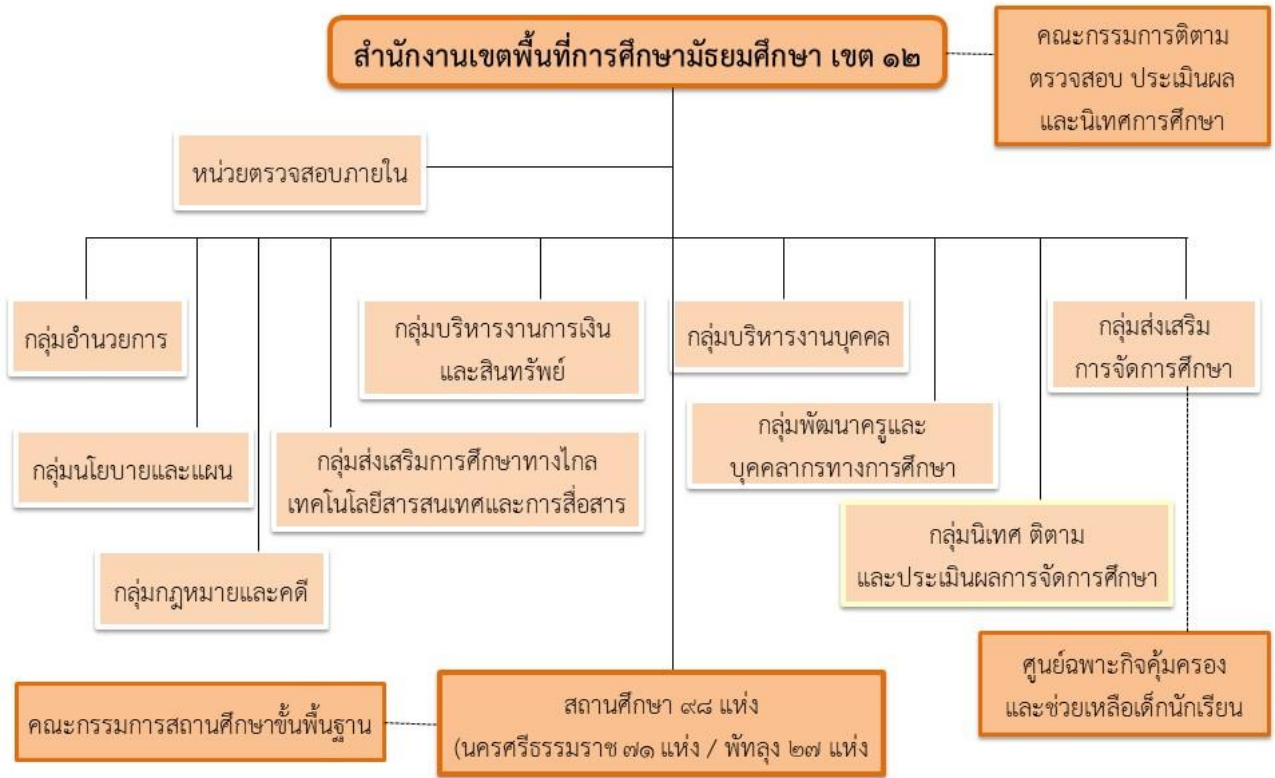 สำนักงานเขตพื้นที่การศึกษามัธยมศึกษา เขต ๑๒
คณะกรรมการติตาม
ตรวจสอบ ประเมินผล
และนิเทศการศึกษา
หน่วยตรวจสอบภายใน
กลุ่มอำนวยการ
กลุ่มบริหารงานการเงิน
และสินทรัพย์
กลุ่มบริหารงานบุคคล
กลุ่มส่งเสริม
การจัดการศึกษา
กลุ่มนโยบายและแผน
กลุ่มส่งเสริมการศึกษาทางไกล
เทคโนโลยีสารสนเทศและการสื่อสาร
กลุ่มพัฒนาครูและ
บุคคลากรทางการศึกษา
กลุ่มกฎหมายและคดี
กลุ่มนิเทศ ติตาม
และประเมินผลการจัดการศึกษา
คณะกรรมการสถานศึกษาขั้นพื้นฐาน
สถานศึกษา ๙๘ แห่ง
(นครศรีธรรมราช ๗๑ แห่ง / พัทลุง ๒๗ แห่ง
ศูนย์ฉพาะกิจคุ้มครอง
และช่วยเหลือเด็กนักเรียน